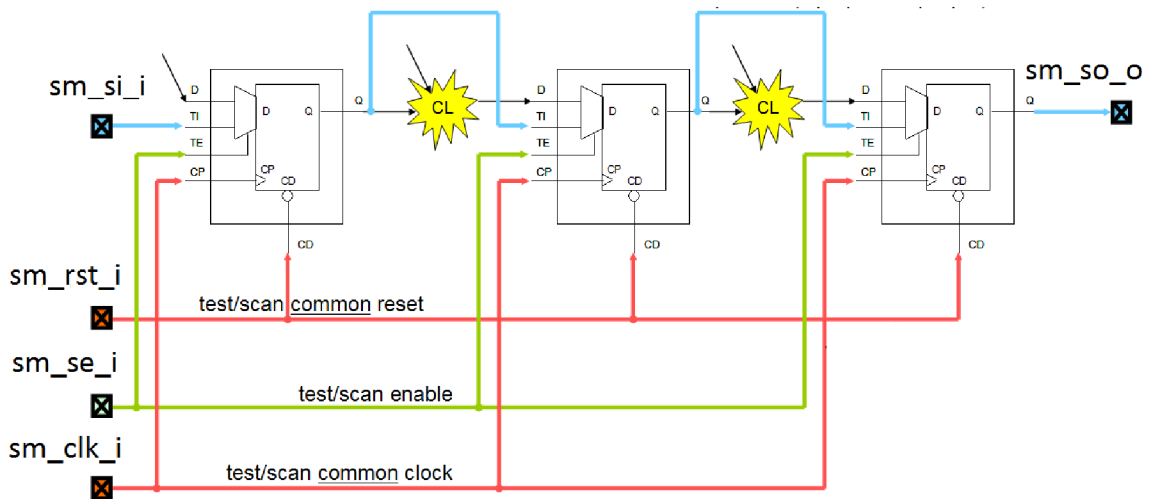 sm_si_i
D
TI
TE
CP
D
Q
CP
CD
CD
Q
CL
D
TI
TE
CP
D
Q
CP
CD
CD
Q
CL
D
TI
TE
CP
D
Q
CP
CD
CD
Q
sm_so_o
sm_rst_i
test/scan common reset
sm_se_i
test/scan enable
sm_clk_i
test/scan common clock